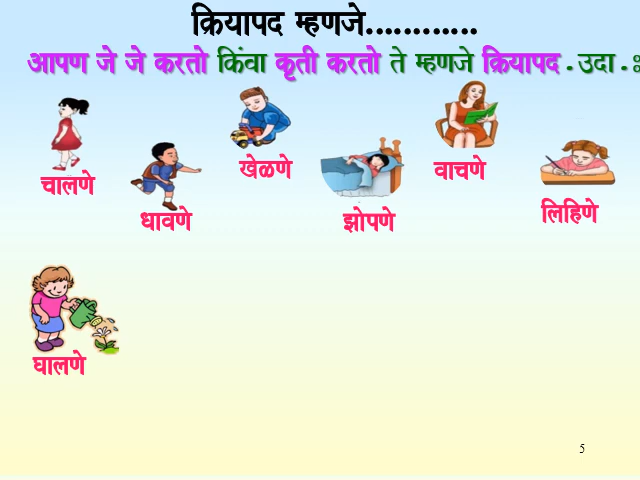 क्रियापद म्हणजे............
आपण जे जे करतो किंवा कृती करतो ते म्हणजे क्रियापद.उदा.
चालणे
धावणे
खेळणे
झोपणे
वाचणे
लिहिणे
घालणे
5